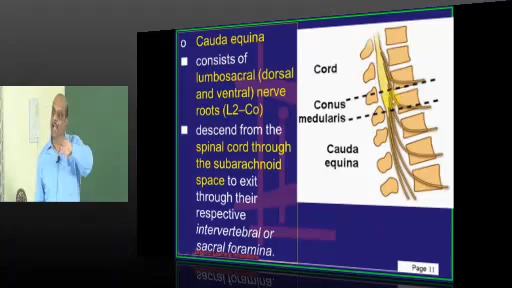 Cauda equina
consists of
lumbosacral (dorsal
and ventral) nerve
roots (L2–Co)
descend from the
spinal cord through
the subarachnoid
space to exit
through their
respective
intervertebral or
sacral foramina.
Cord
Conus
medularis
Cauda
equina
Page 11